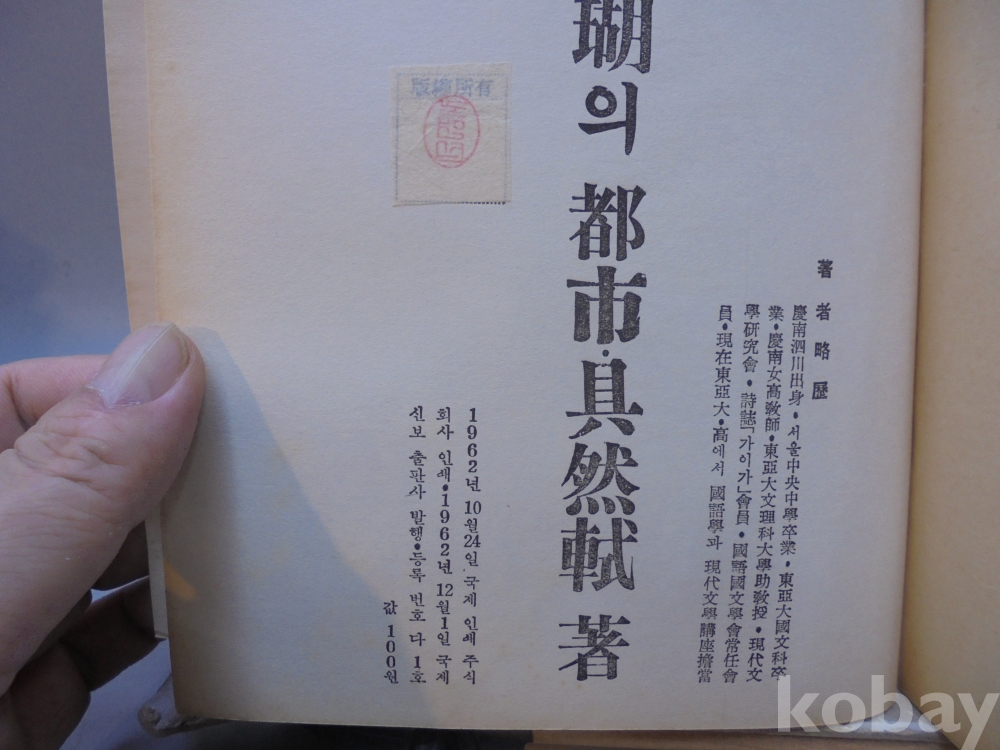 著者略歷
慶南泗川出身·서울中央中學卒業·東亞大國文科卒
業·慶南女高敎師·東亞大文理科大學助敎授·現代文
學硏究會·詩誌「가이가」會員·國語國文學會常任會
員·現在東亞大·高에서 國語學과 現代文學講座擔當
瑚의 都市·具然軾 著
版權所有
1962년 10월24일 국제 인쇄 주식
회사 인쇄·1962년 12월1일 국제
신보 출판사 발행·등록 번호 다 1호
값 100원
kobay